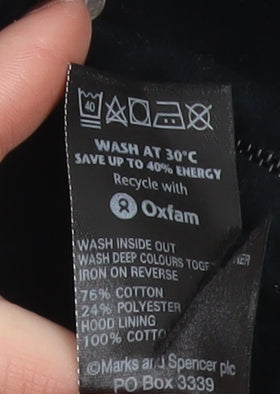 40
WASH AT 30°C
SAVE UP TO 40% ENERGY
Recycle with
Oxfam
WASH INSIDE OUT
WASH DEEP COLOURS
IRON ON REVERSE
76% COTTON
24% POLYESTER
HOOD LINING
100%
©Marks and Spencer plc
PO Box 3339